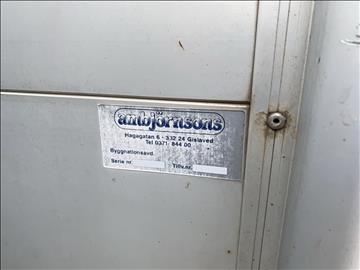 ambjörnsons
Hagagatan 6 - 332 24 Gislaved
Tel 0371- 844 00
Byggnationsavd.
Serie nr. Tillv.nr.